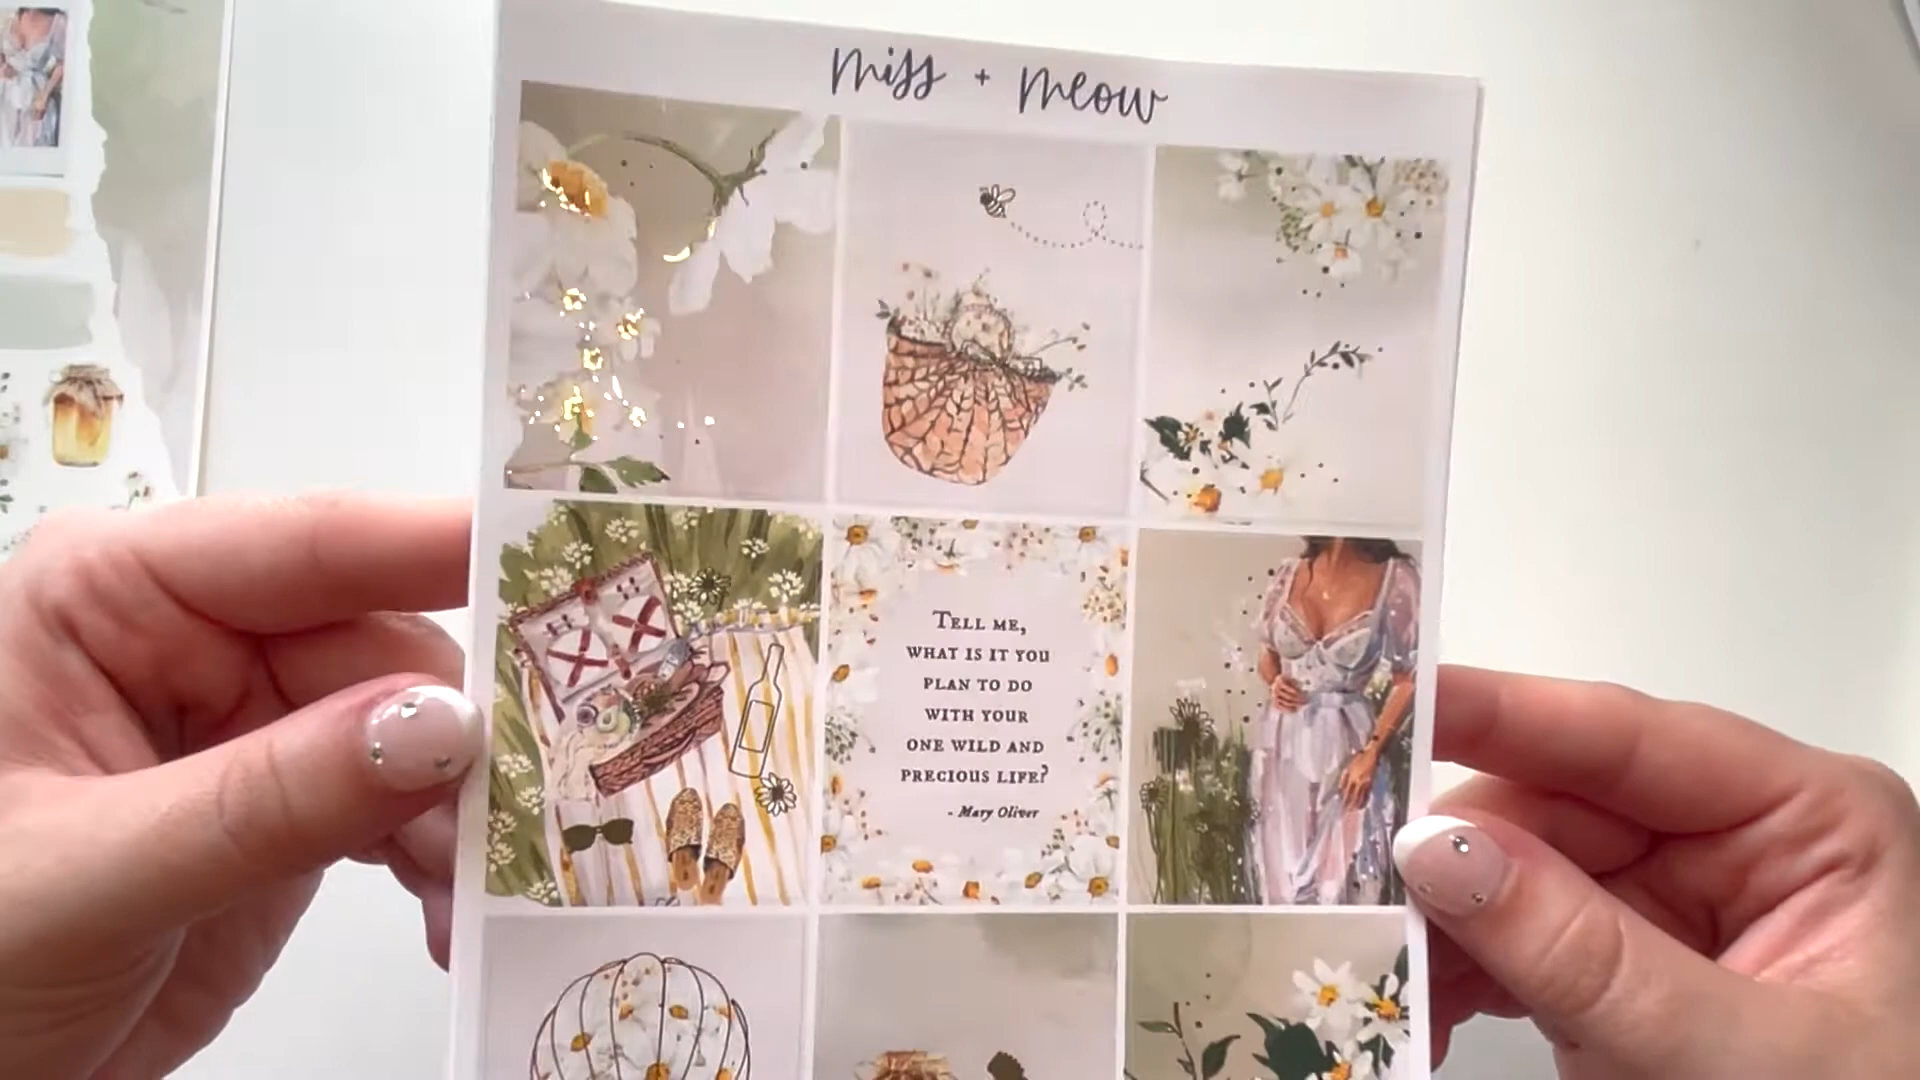 miss + meow
TELL ME,
WHAT IS IT YOU
PLAN TO DO
WITH YOUR
ONE WILD AND
PRECIOUS LIFE?
- Mary Oliver